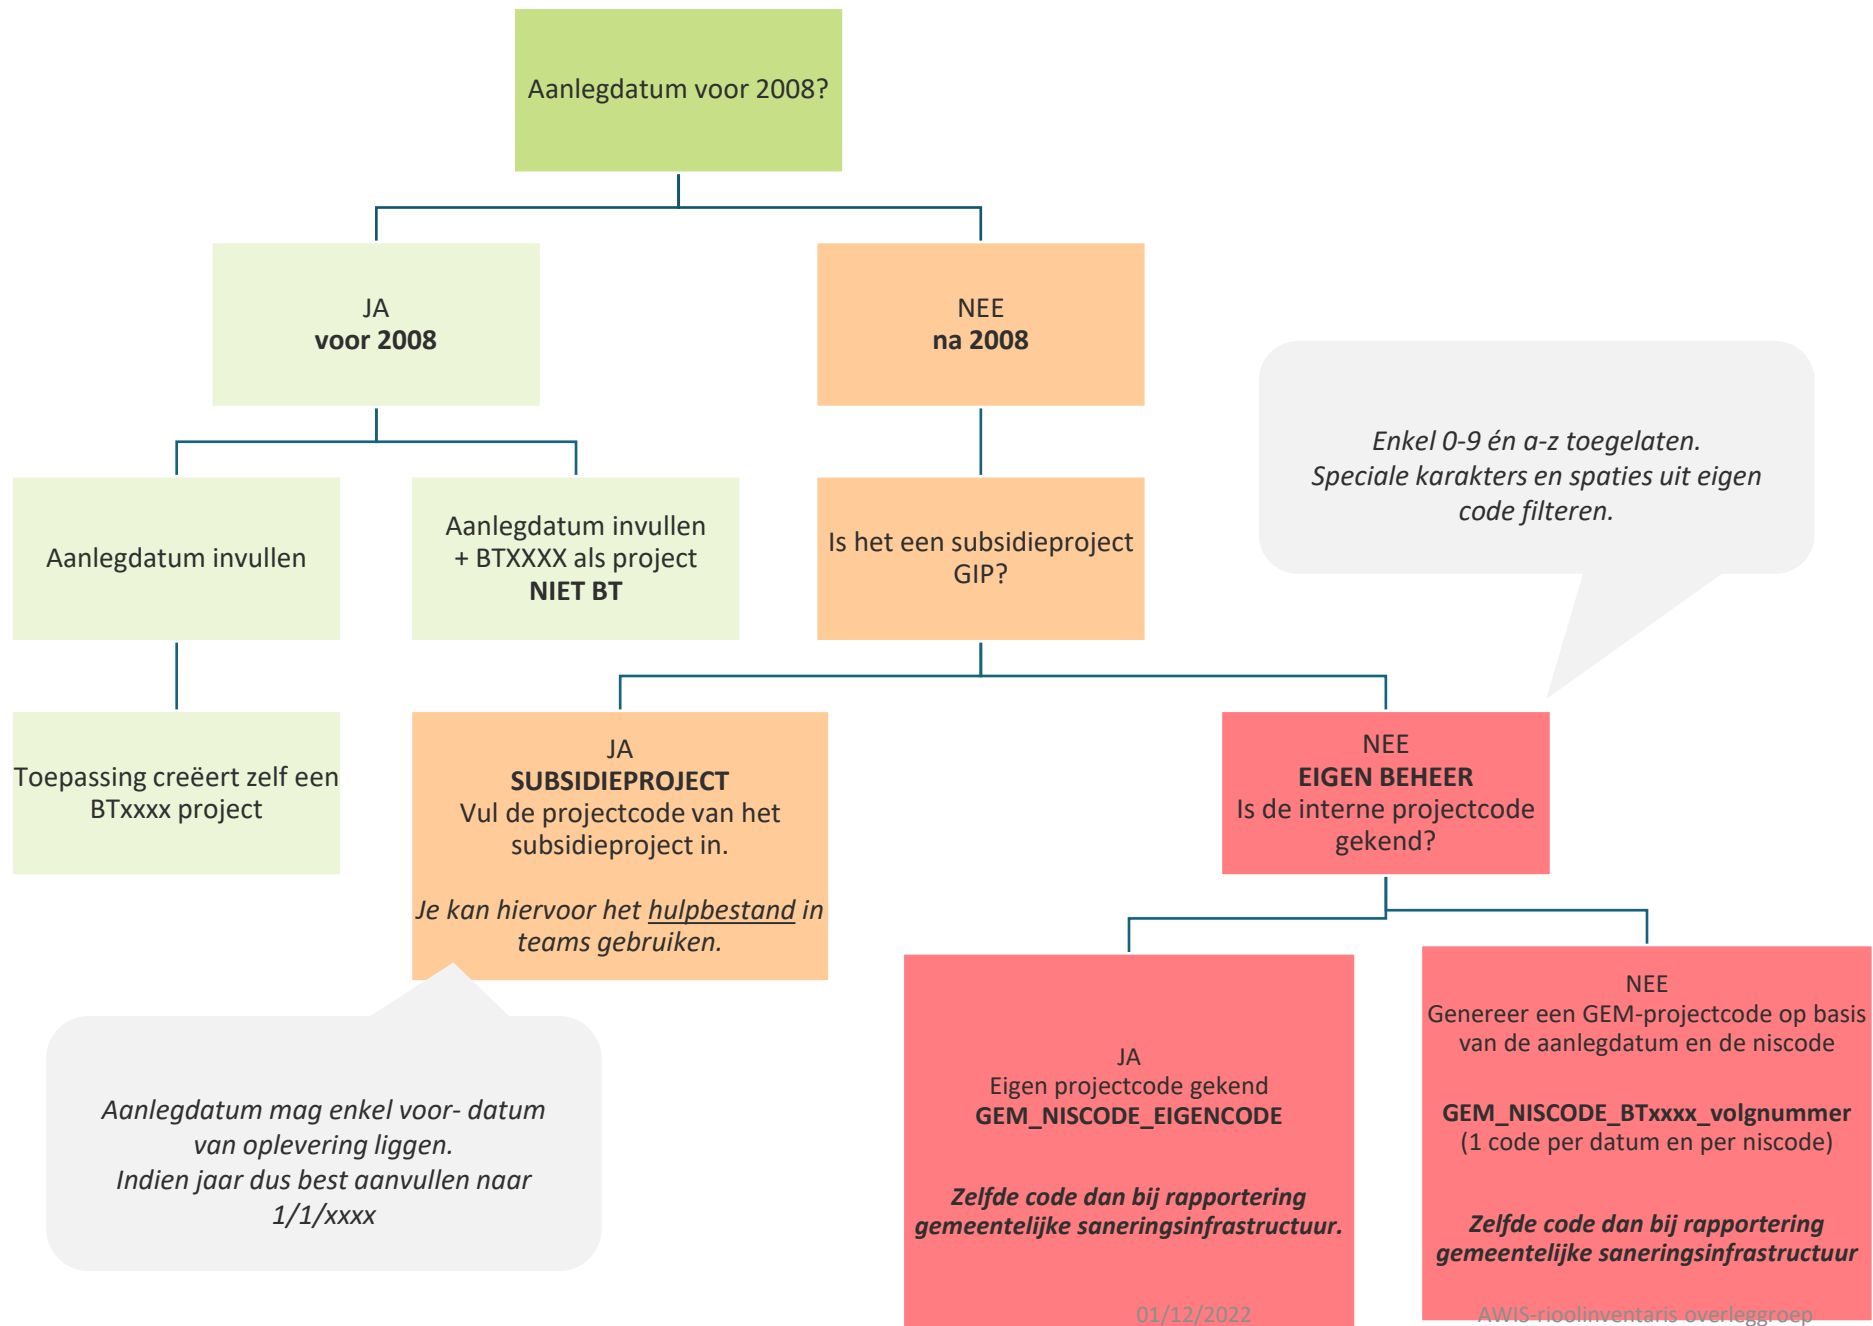 Aanlegdatum voor 2008?
JA
voor 2008
NEE
na 2008
Enkel 0-9 én a-z toegelaten.
Speciale karakters en spaties uit eigen
code filteren.
Aanlegdatum invullen
Aanlegdatum invullen
+ BTXXXX als project
NIET BT
Is het een subsidieproject
GIP?
Toepassing creëert zelf een
BTxxxx project
JA
SUBSIDIEPROJECT
Vul de projectcode van het
subsidieproject in.
Je kan hiervoor het hulpbestand in
teams gebruiken.
NEE
EIGEN BEHEER
Is de interne projectcode
gekend?
Aanlegdatum mag enkel voor- datum
van oplevering liggen.
Indien jaar dus best aanvullen naar
1/1/xxxx
JA
Eigen projectcode gekend
GEM_NISCODE_EIGENCODE
Zelfde code dan bij rapportering
gemeentelijke saneringsinfrastructuur.
NEE
Genereer een GEM-projectcode op basis
van de aanlegdatum en de niscode
GEM_NISCODE_BTxxxx_volgnummer
(1 code per datum en per niscode)
Zelfde code dan bij rapportering
gemeentelijke saneringsinfrastructuur
01/12/2022
AWIS-rioolinventaris overleggroep